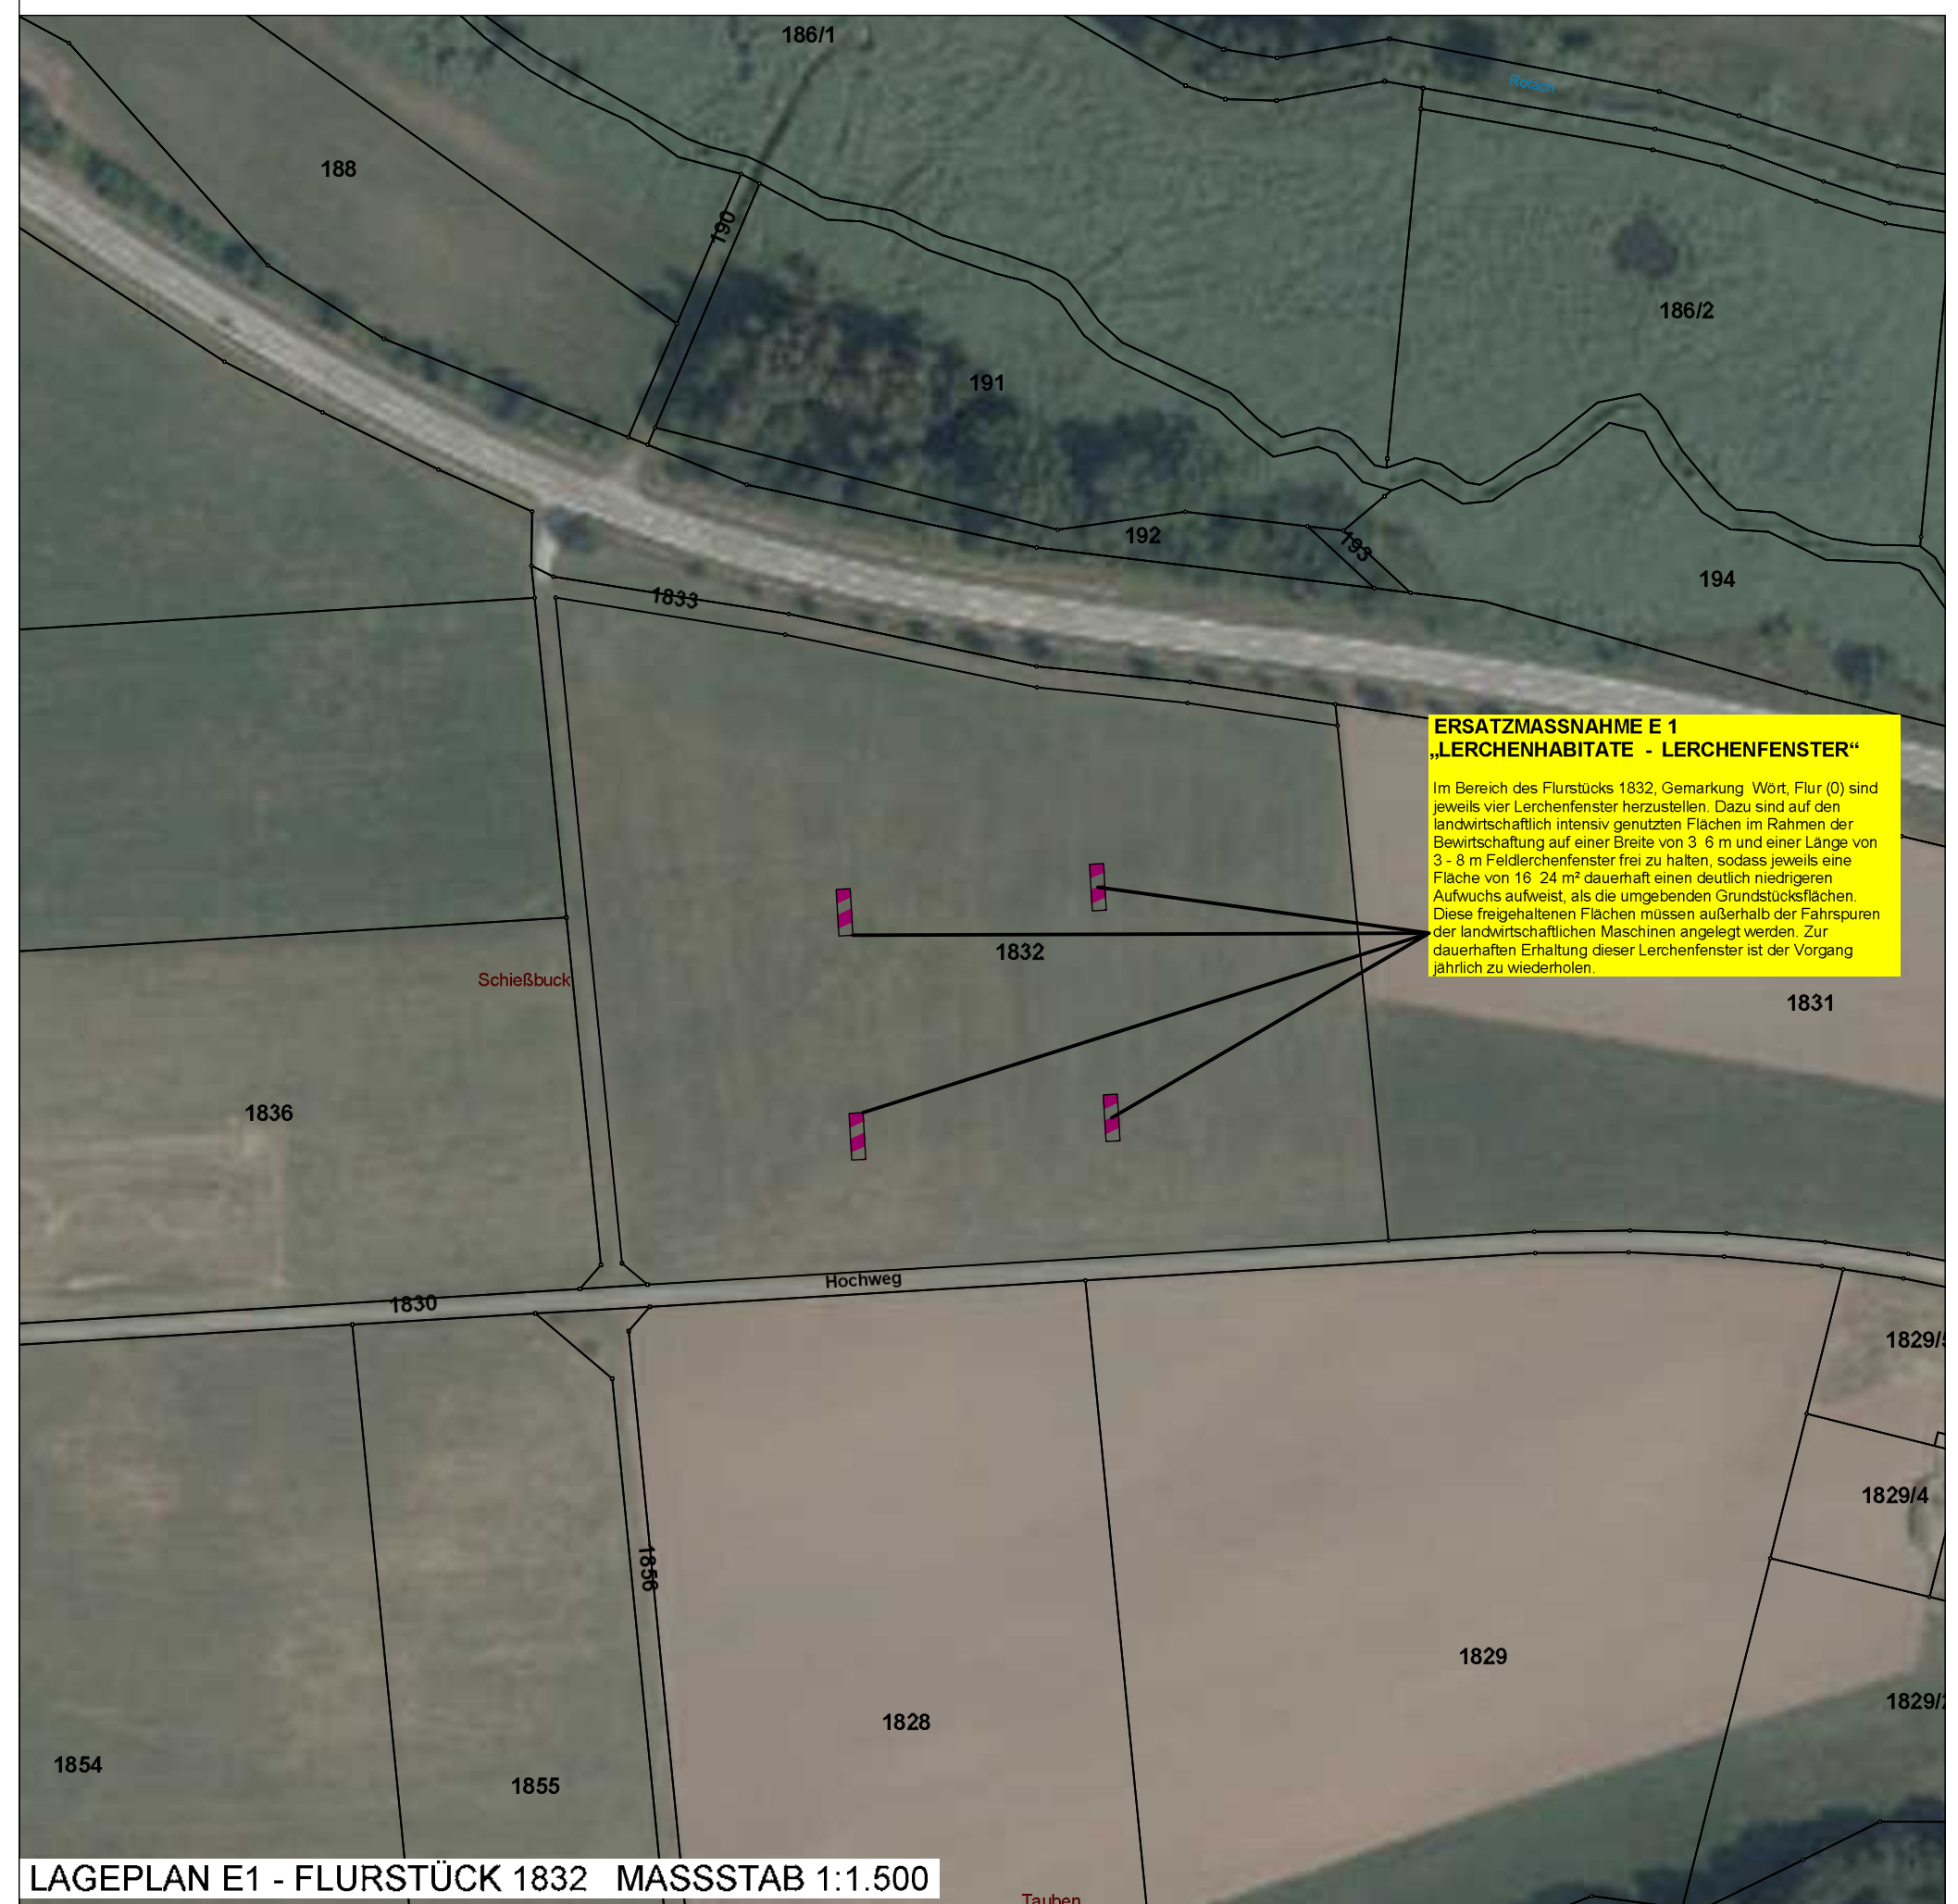 186/1
Rotach
188
190
186/2
191
192
193
194
1833
ERSATZMASSNAHME E 1
„LERCHENHABITATE - LERCHENFENSTER“
Im Bereich des Flurstücks 1832, Gemarkung Wört, Flur (0) sind
jeweils vier Lerchenfenster herzustellen. Dazu sind auf den
landwirtschaftlich intensiv genutzten Flächen im Rahmen der
Bewirtschaftung auf einer Breite von 3 6 m und einer Länge von
3 - 8 m Feldlerchenfenster frei zu halten, sodass jeweils eine
Fläche von 16 24 m² dauerhaft einen deutlich niedrigeren
Aufwuchs aufweist, als die umgebenden Grundstücksflächen.
Diese freigehaltenen Flächen müssen außerhalb der Fahrspuren
der landwirtschaftlichen Maschinen angelegt werden. Zur
dauerhaften Erhaltung dieser Lerchenfenster ist der Vorgang
jährlich zu wiederholen.
1832
Schießbuck
1831
1836
Hochweg
1830
1829/4
1856
1829
1828
1854
1855
LAGEPLAN E1 - FLURSTÜCK 1832 MASSSTAB 1:1.500
Tauben